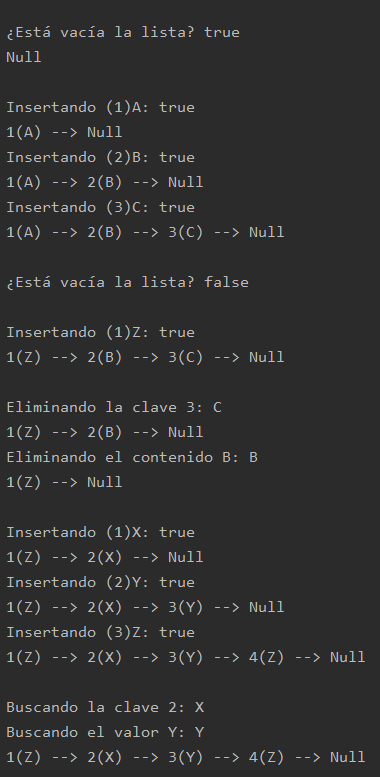 ¿Está vacía la lista? true
Null
Insertando (1)A: true
1(A) --> Null
Insertando (2)B: true
1(A) --> 2(B) --> Null
Insertando (3)C: true
1(A) --> 2(B) --> 3(C) --> Null
¿Está vacía la lista? false
Insertando (1)Z: true
1(Z) --> 2(B) --> 3(C) --> Null
Eliminando la clave 3: C
1(Z) --> 2(B) --> Null
Eliminando el contenido B: B
1(Z) --> Null
Insertando (1)X: true
1(Z) --> 2(X) --> Null
Insertando (2)Y: true
1(Z) --> 2(X) --> 3(Y) --> Null
Insertando (3)Z: true
1(Z) --> 2(X) --> 3(Y) --> 4(Z) --> Null
Buscando la clave 2: X
Buscando el valor Y: Y
1(Z) --> 2(X) --> 3(Y) --> 4(Z) --> Null